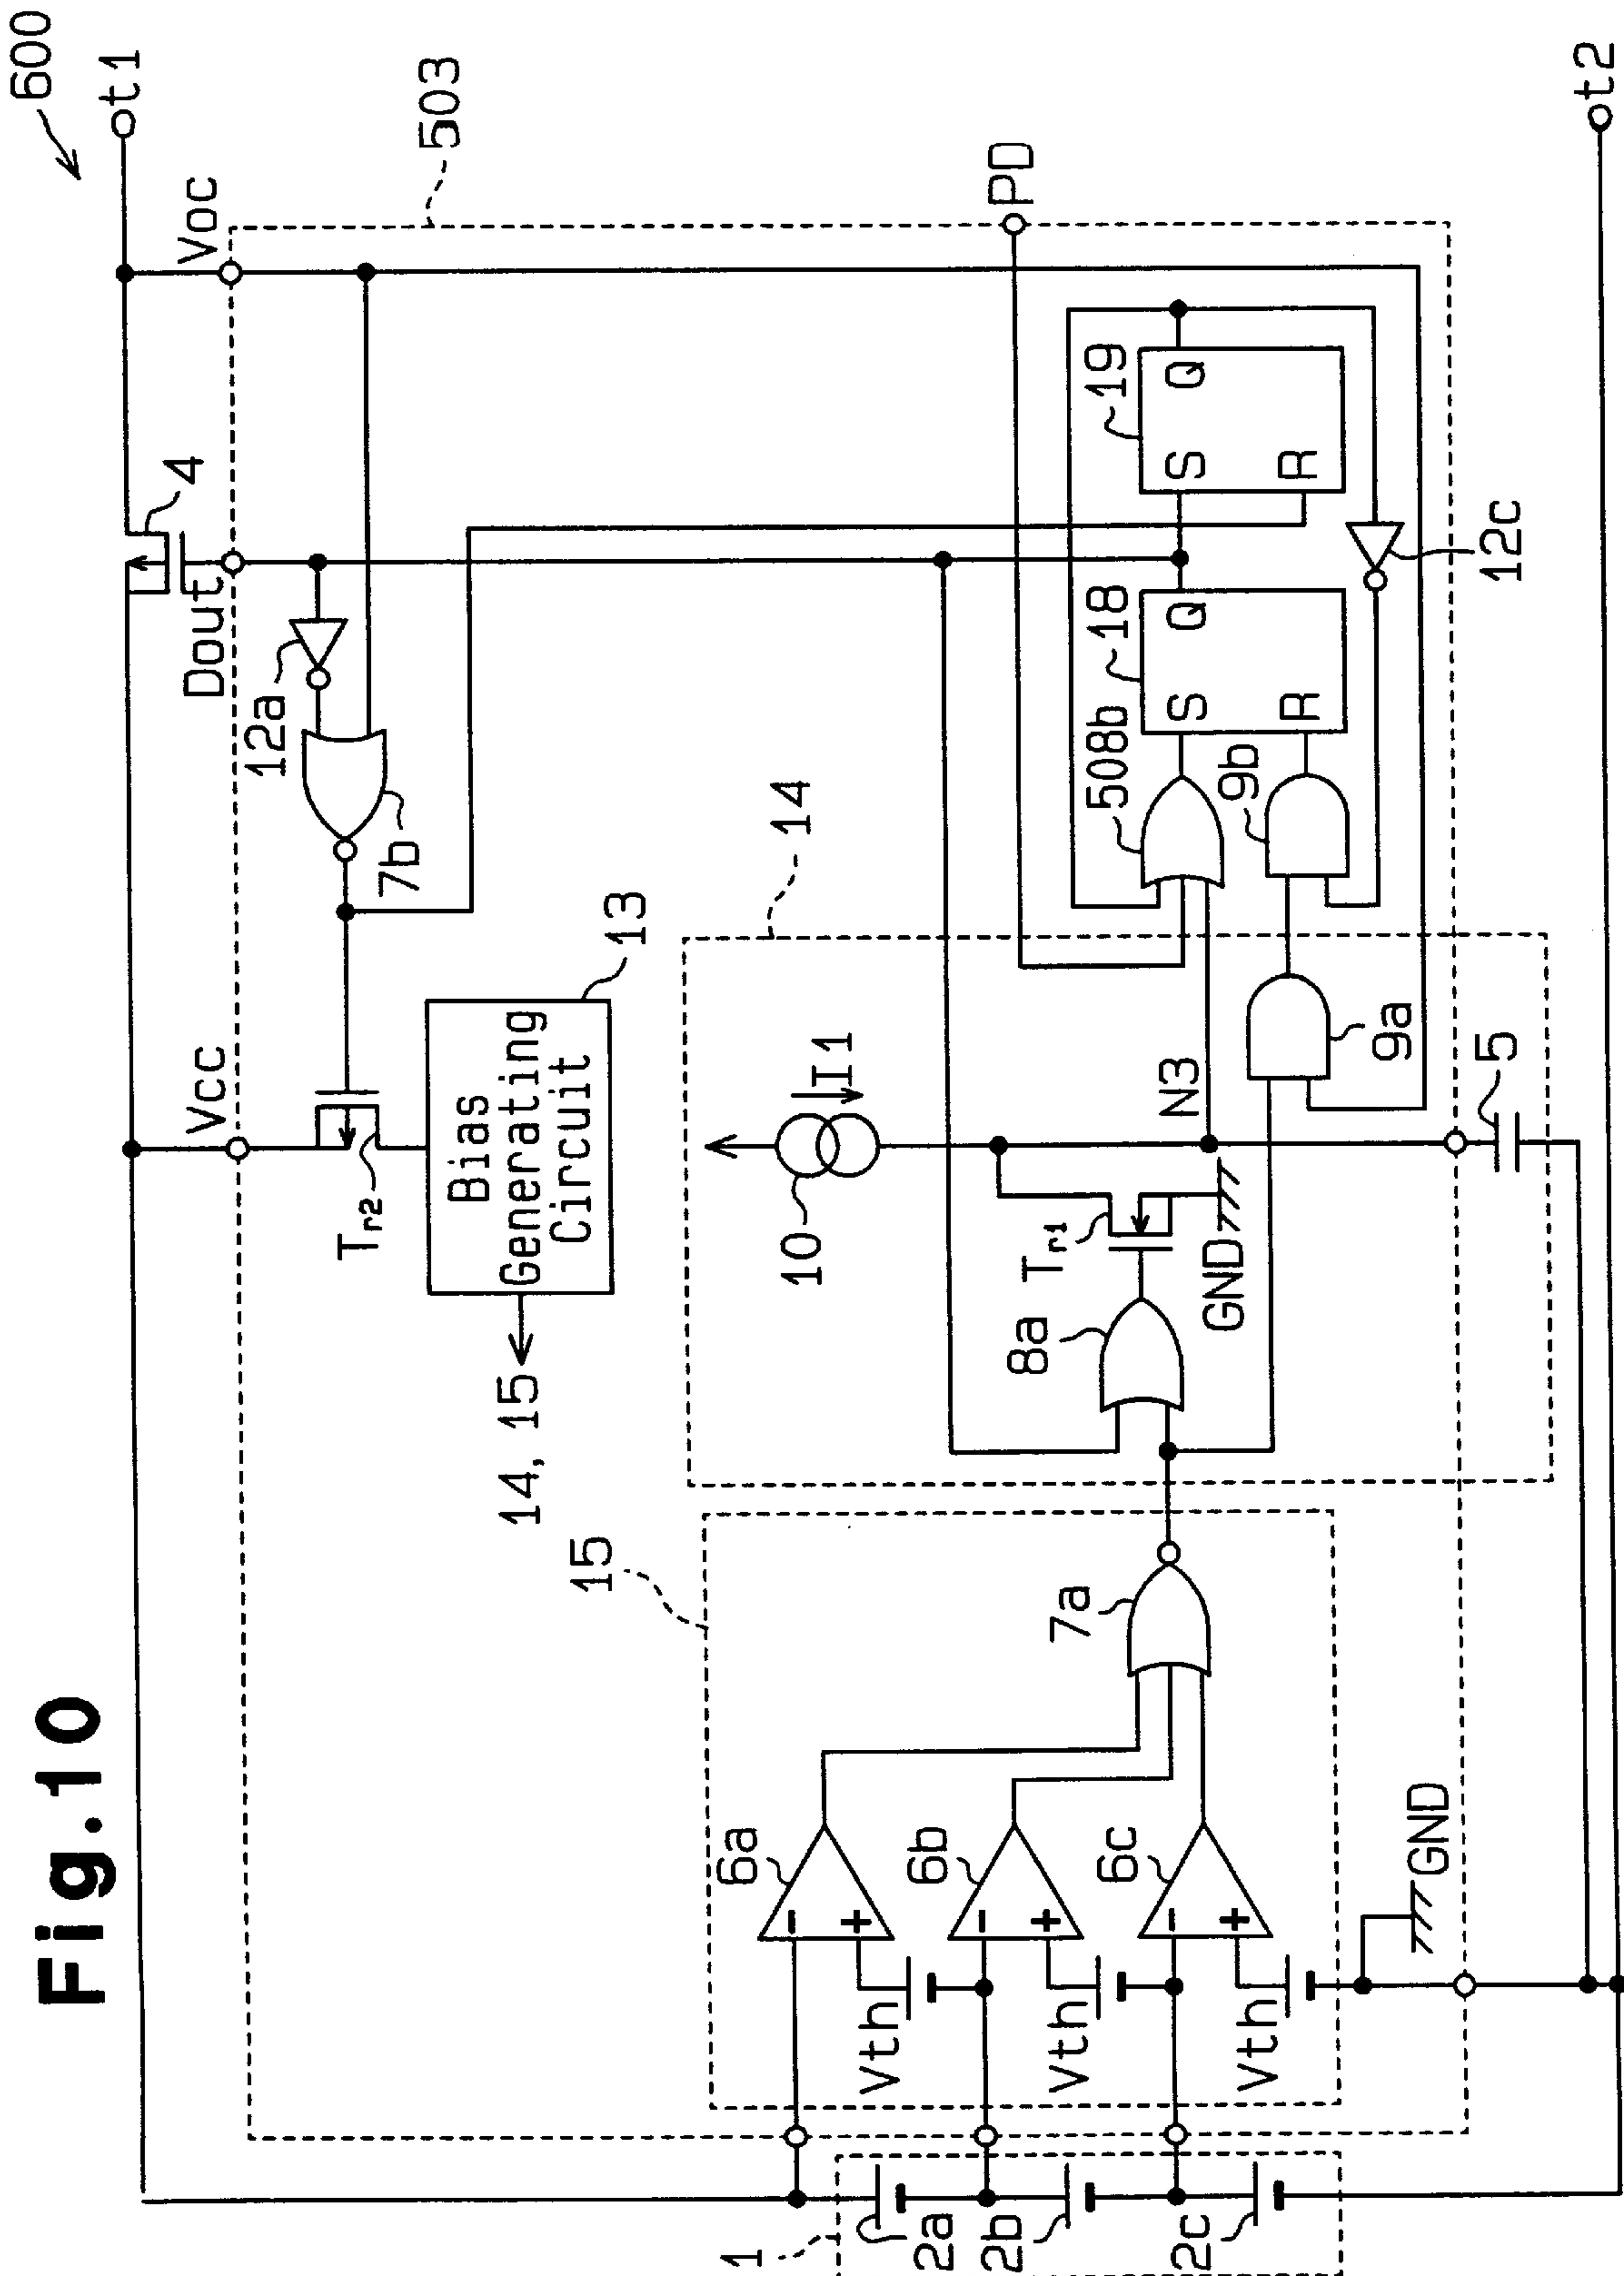 Fig.10
600
t1
Voc
503
4
Dout
12a
7b
Vcc
Tr2
Bias
Generating
Circuit
13
14, 15
PD
19
S
Q
R
18
S
Q
R
508b
9b
12c
14
10
I1
N3
Tr1
8a
GND
9a
5
15
7a
6a
-
+
6b
-
+
6c
-
+
Vth
Vth
Vth
GND
1
2a
2b
2c
t2